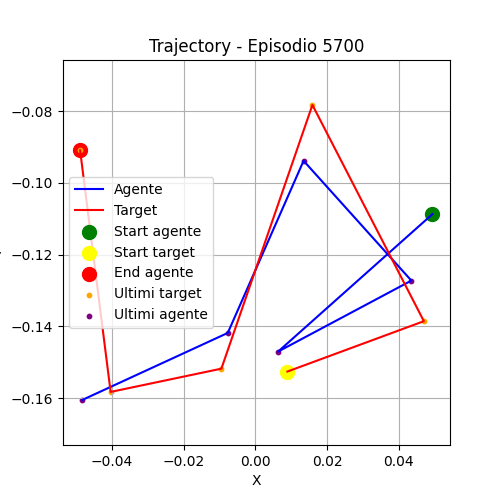 Trajectory - Episodio 5700
−0.08
−0.10
−0.12
−0.14
−0.16
Agente
Target
Start agente
Start target
End agente
Ultimi target
Ultimi agente
−0.04
−0.02
0.00
0.02
0.04
X